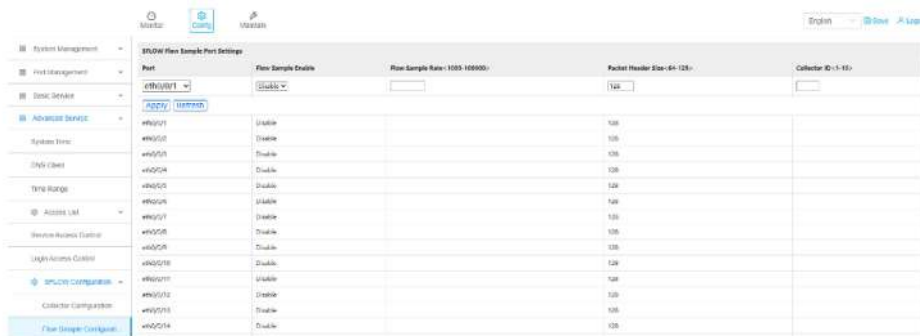 Monitor Config Maintain
English Save Logo
System Management
Port Management
Basic Service
Advanced Service
System Time
DNS Client
Time Range
Access List
Service Access Control
Login Access Control
SFLOW Configuration
Collector Configuration
Flow Sample Configurat...
SFLOW Flow Sample Port Settings
Port Flow Sample Enable Flow Sample Rate<1000-100000> Packet Header Size<64-128> Collector ID<1-10>
eth0/0/1 Disable 128
Apply Refresh
eth0/0/1 Disable 128
eth0/0/2 Disable 128
eth0/0/3 Disable 128
eth0/0/4 Disable 128
eth0/0/5 Disable 128
eth0/0/6 Disable 128
eth0/0/7 Disable 128
eth0/0/8 Disable 128
eth0/0/9 Disable 128
eth0/0/10 Disable 128
eth0/0/11 Disable 128
eth0/0/12 Disable 128
eth0/0/13 Disable 128
eth0/0/14 Disable 128